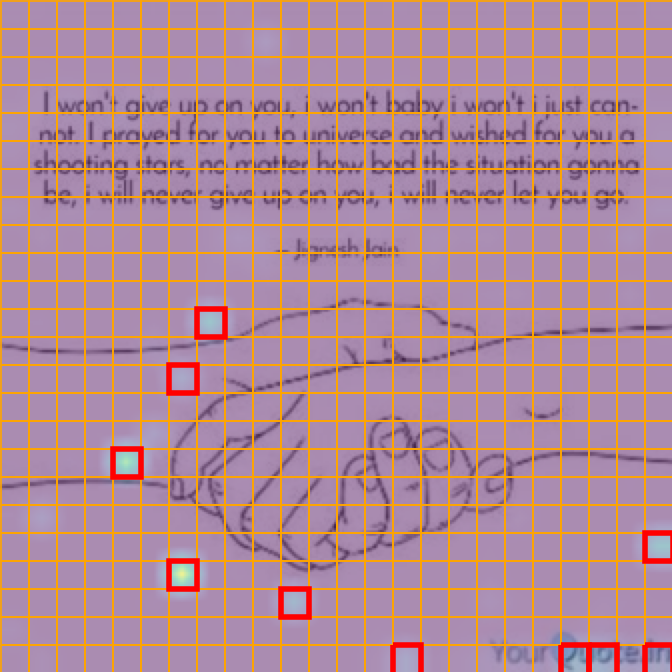 I won't give up on you, i won't baby i won't i just can-
not. I prayed for you to universe and wished for you a
shooting stars, no matter how bad the situation gonna
be, i will never give up on you, i will never let you go.
- Jignesh Jain
YourQuote.in